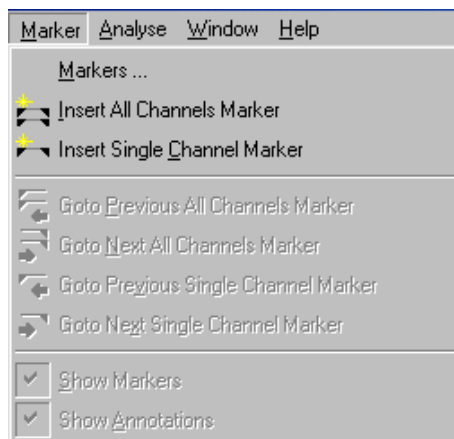 Marker Analyse Window Help
Markers ...
Insert All Channels Marker
Insert Single Channel Marker
Goto Previous All Channels Marker
Goto Next All Channels Marker
Goto Previous Single Channel Marker
Goto Next Single Channel Marker
Show Markers
Show Annotations